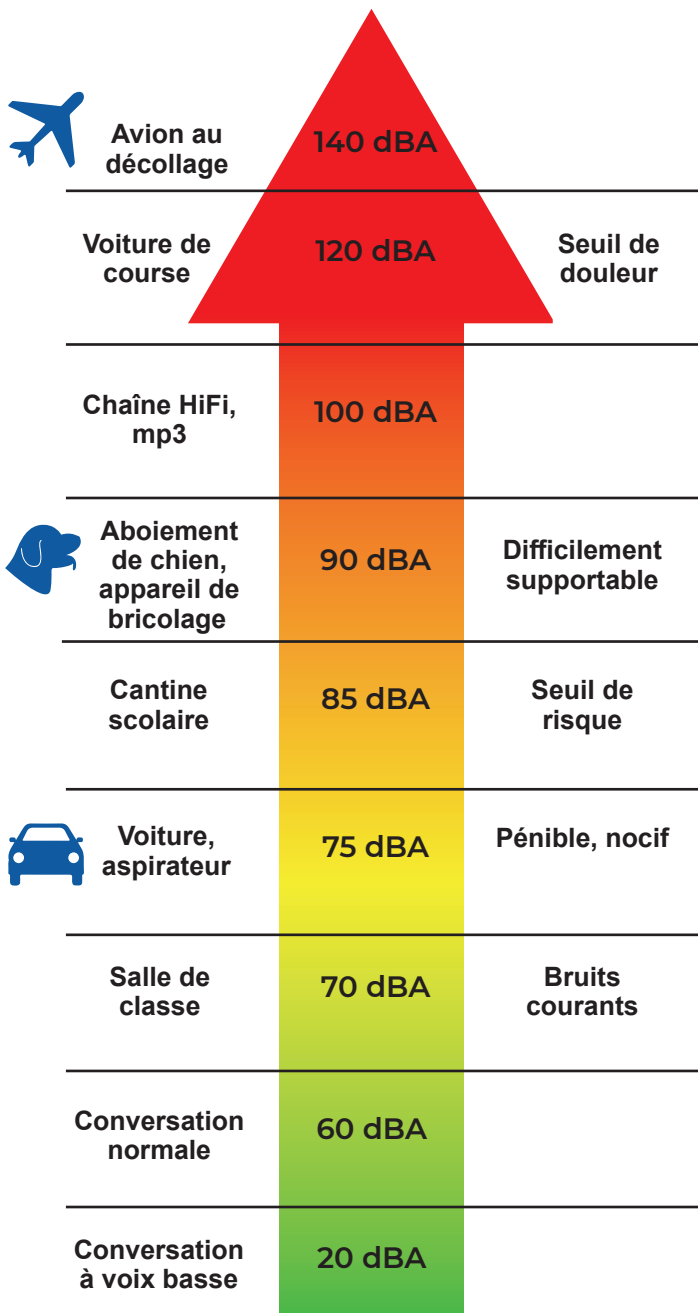 Avion au
décollage
140 dBA
Voiture de
course
120 dBA
Seuil de
douleur
Chaîne HiFi,
mp3
100 dBA
Aboiement
de chien,
appareil de
bricolage
90 dBA
Difficilement
supportable
Cantine
scolaire
85 dBA
Seuil de
risque
Voiture,
aspirateur
75 dBA
Pénible, nocif
Salle de
classe
70 dBA
Bruits
courants
Conversation
normale
60 dBA
Conversation
à voix basse
20 dBA